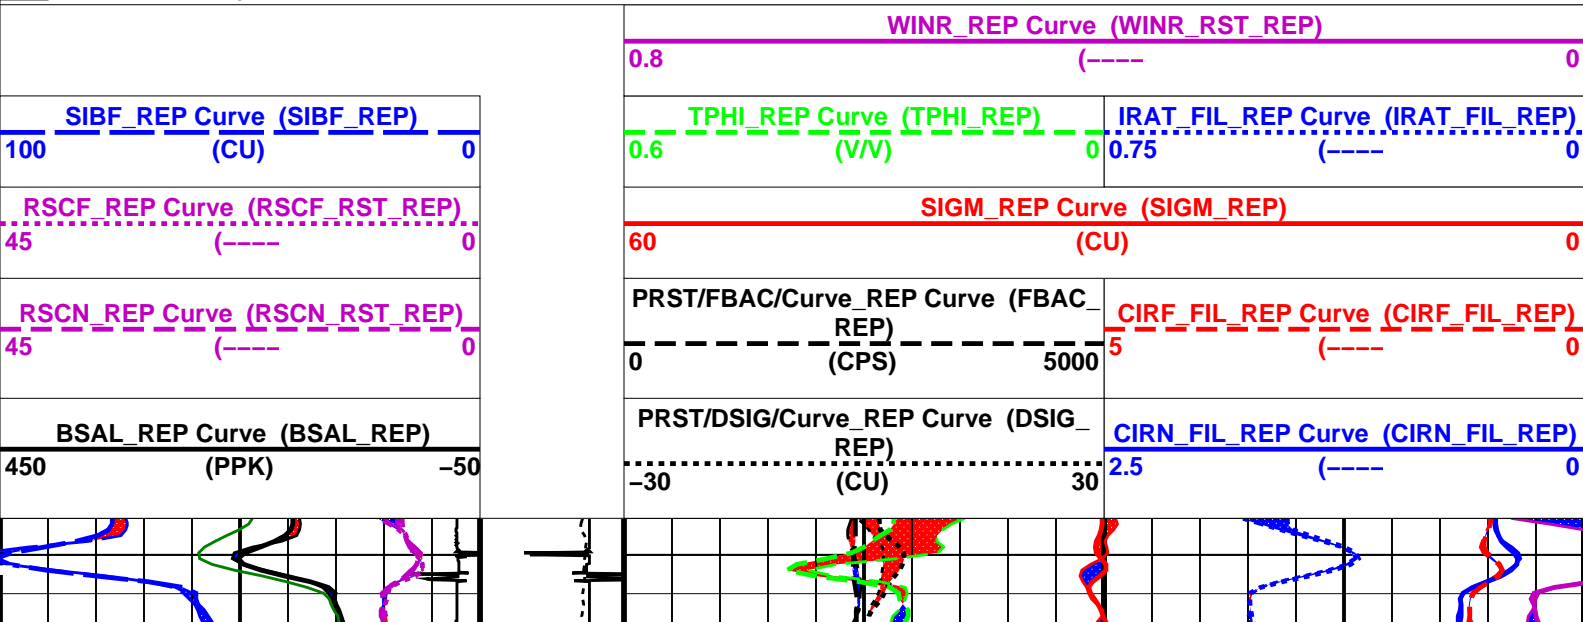 WINR_REP Curve (WINR_RST_REP)
0.8 (---- 0
SIBF_REP Curve (SIBF_REP)
100 (CU) 0
TPHI_REP Curve (TPHI_REP)
0.6 (V/V) 0
IRAT_FIL_REP Curve (IRAT_FIL_REP)
0.75 (---- 0
RSCF_REP Curve (RSCF_RST_REP)
45 (---- 0
SIGM_REP Curve (SIGM_REP)
60 (CU) 0
RSCN_REP Curve (RSCN_RST_REP)
45 (---- 0
PRST/FBAC/Curve_REP Curve (FBAC_
REP)
0 (CPS) 5000
CIRF_FIL_REP Curve (CIRF_FIL_REP)
5 (---- 0
BSAL_REP Curve (BSAL_REP)
450 (PPK) −50
PRST/DSIG/Curve_REP Curve (DSIG_
REP)
−30 (CU) 30
CIRN_FIL_REP Curve (CIRN_FIL_REP)
2.5 (---- 0